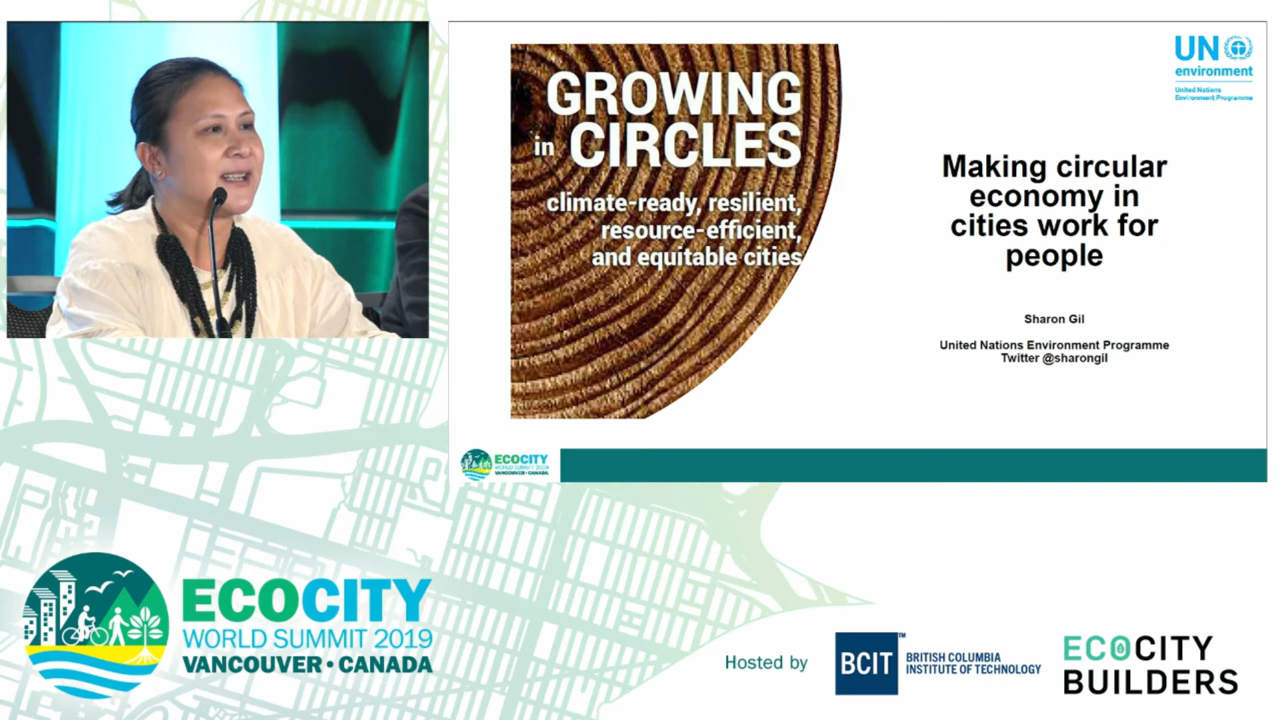 GROWING
in CIRCLES
climate-ready, resilient,
resource-efficient,
and equitable cities
UN
environment
United Nations
Environment Programme
Making circular
economy in
cities work for
people
Sharon Gil
United Nations Environment Programme
Twitter @sharongil
ECOCITY
WORLD SUMMIT 2019
VANCOUVER • CANADA
ECOCITY
WORLD SUMMIT 2019
VANCOUVER • CANADA
Hosted by
BCIT
TM
BRITISH COLUMBIA
INSTITUTE OF TECHNOLOGY
ECOCITY
BUILDERS